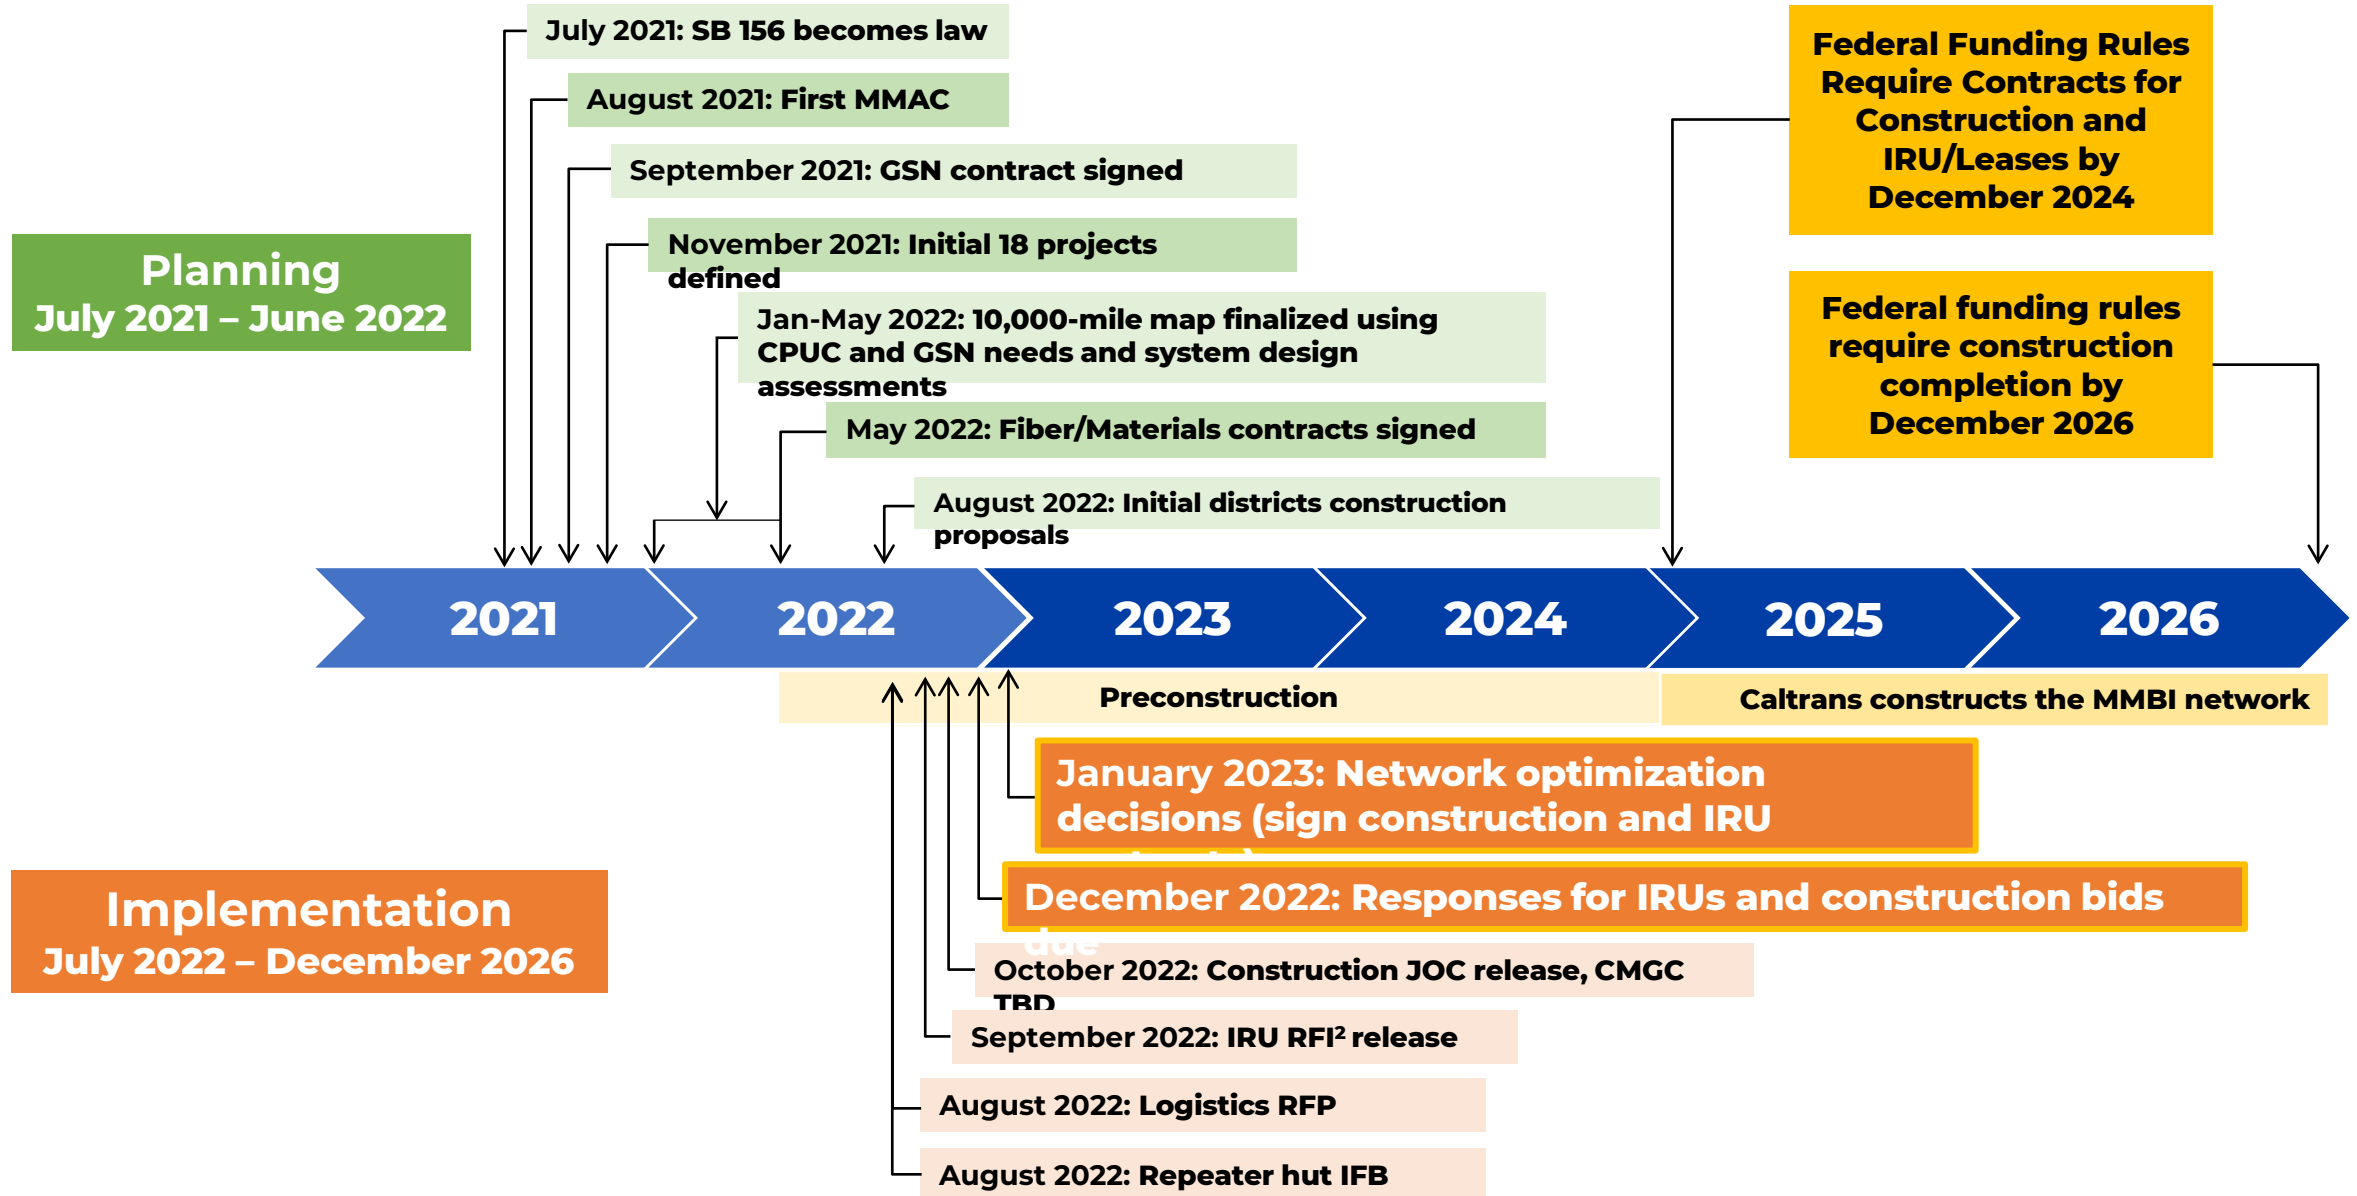 July 2021: SB 156 becomes law
August 2021: First MMAC
September 2021: GSN contract signed
November 2021: Initial 18 projects
defined
Jan-May 2022: 10,000-mile map finalized using
CPUC and GSN needs and system design
assessments
May 2022: Fiber/Materials contracts signed
August 2022: Initial districts construction
proposals
Federal Funding Rules
Require Contracts for
Construction and
IRU/Leases by
December 2024
Federal funding rules
require construction
completion by
December 2026
Planning
July 2021 – June 2022
2021
2022
2023
2024
2025
2026
Preconstruction
Caltrans constructs the MMBI network
January 2023: Network optimization
decisions (sign construction and IRU
December 2022: Responses for IRUs and construction bids
due
October 2022: Construction JOC release, CMGC
TBD
September 2022: IRU RFI² release
August 2022: Logistics RFP
August 2022: Repeater hut IFB
Implementation
July 2022 – December 2026